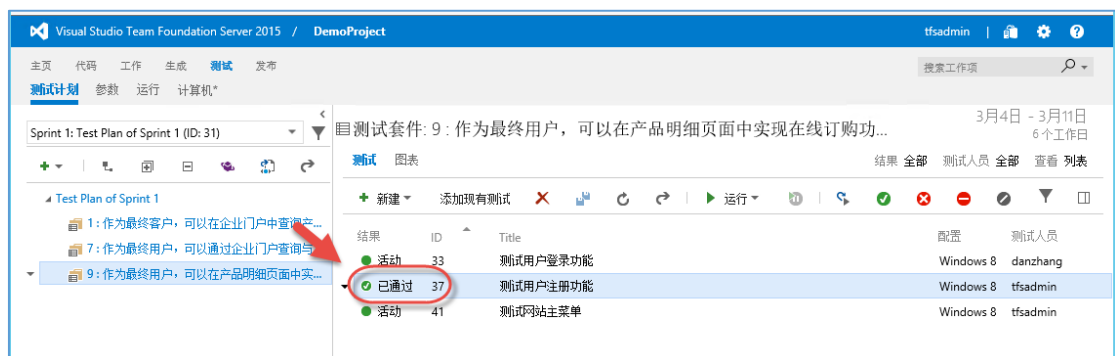 Visual Studio Team Foundation Server 2015 / DemoProject tfsadmin |
主页 代码 工作 生成 测试 发布 搜索工作项
测试计划 参数 运行 计算机*
Sprint 1: Test Plan of Sprint 1 (ID: 31)
Test Plan of Sprint 1
1 : 作为最终客户，可以在企业门户中查询产...
7 : 作为最终用户，可以通过企业门户查询与...
9 : 作为最终用户，可以在产品明细页面中实...
测试套件: 9 : 作为最终用户，可以在产品明细页面中实现在线订购功...
3月4日 - 3月11日
6 个工作日
测试 图表 结果 全部 测试人员 全部 查看 列表
新建 添加现有测试 运行
结果 ID Title 配置 测试人员
活动 33 测试用户登录功能 Windows 8 danzhang
已通过 37 测试用户注册功能 Windows 8 tfsadmin
活动 41 测试网站主菜单 Windows 8 tfsadmin